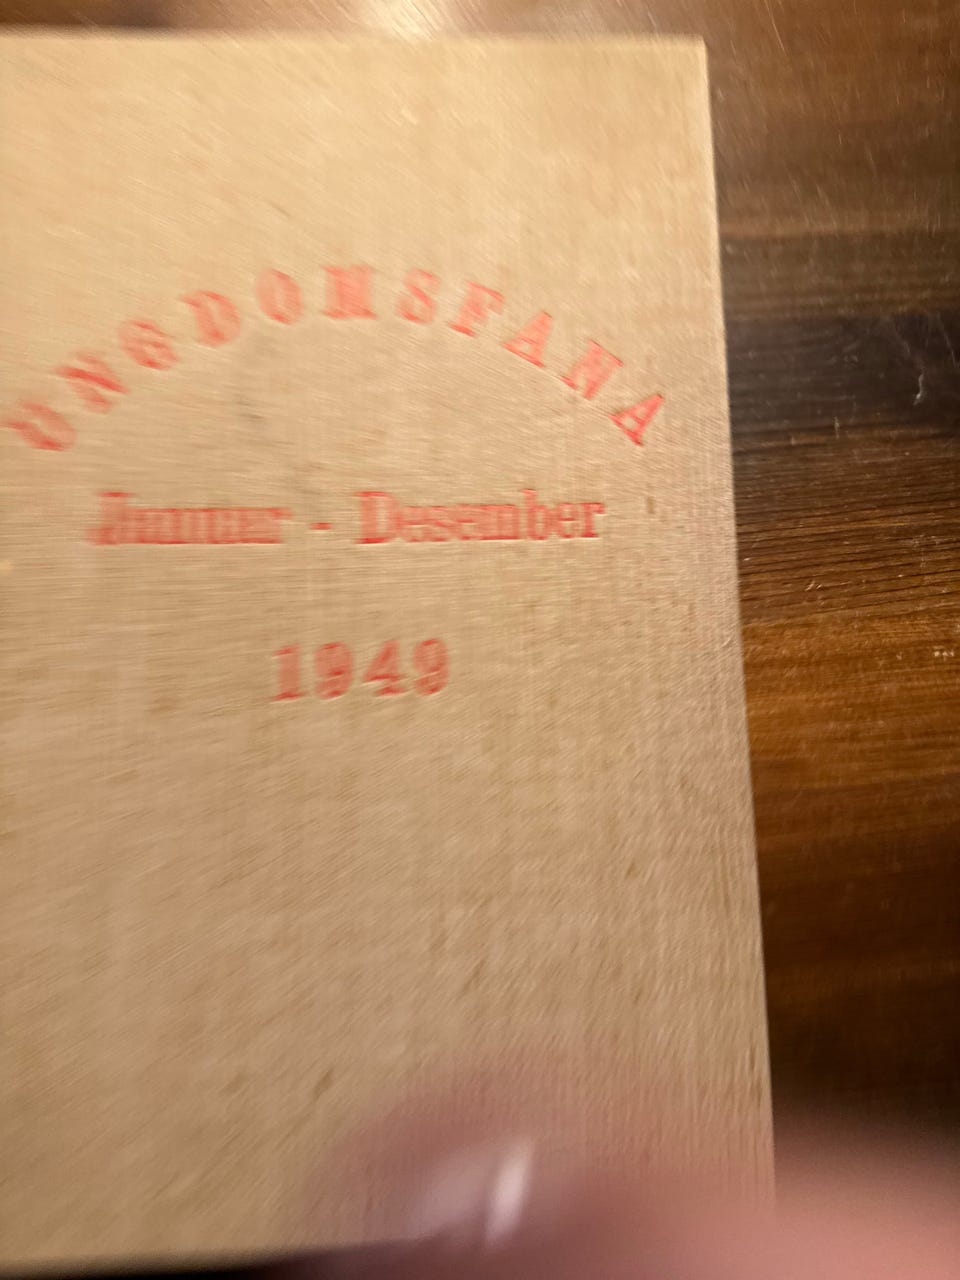 UNGDOMSFANA
Januar - Desember
1949